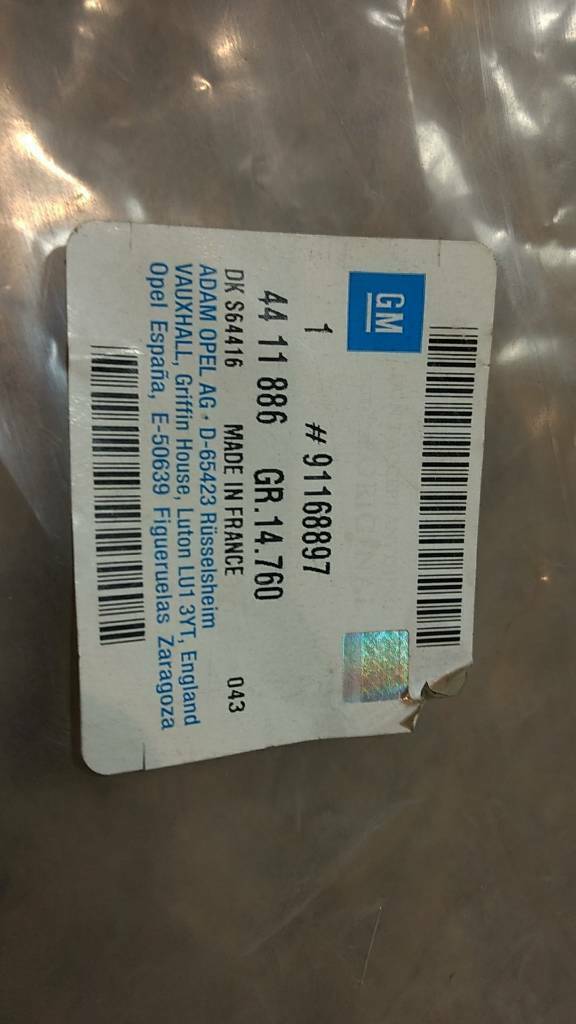 GM
1 # 91168897
44 11 886 GR.14.760
DK S64416 MADE IN FRANCE 043
ADAM OPEL AG · D-65423 Rüsselsheim
VAUXHALL, Griffin House, Luton LU1 3YT, England
Opel España, E-50639 Figueruelas Zaragoza